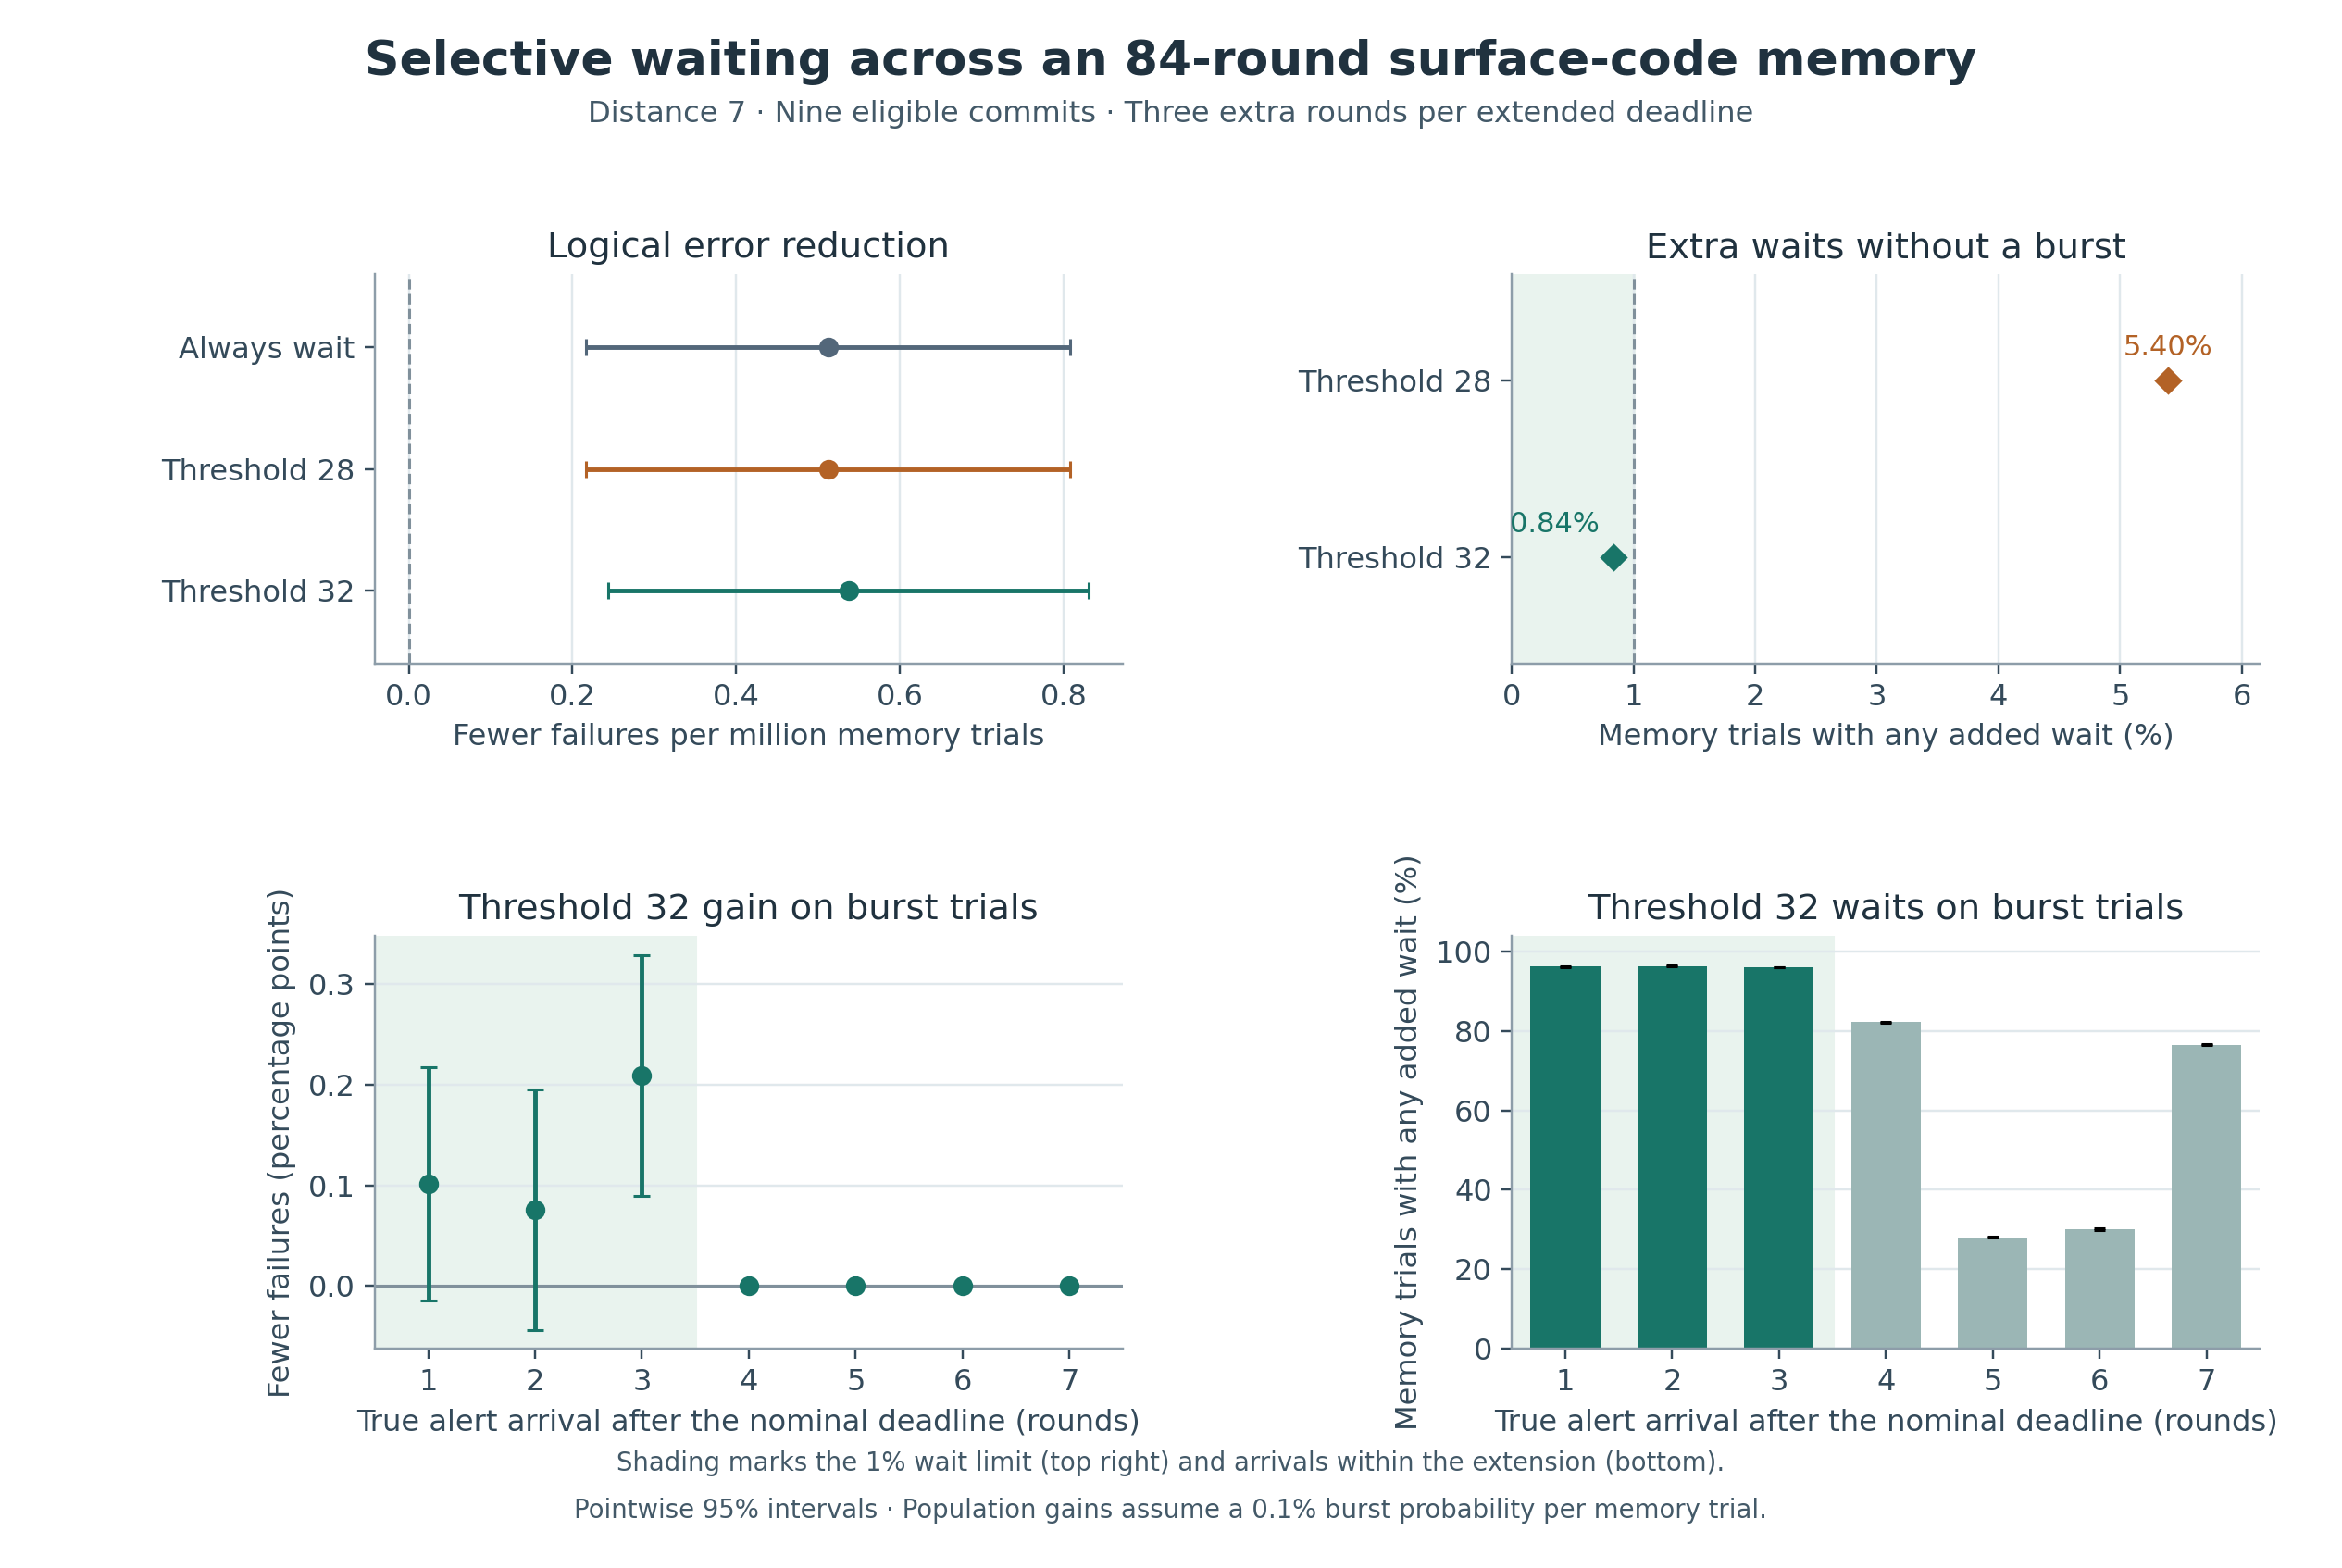 Selective waiting across an 84-round surface-code memory
Distance 7 · Nine eligible commits · Three extra rounds per extended deadline
Logical error reduction
Always wait
Threshold 28
Threshold 32
0.0 0.2 0.4 0.6 0.8
Fewer failures per million memory trials
Extra waits without a burst
5.40%
Threshold 28
0.84%
Threshold 32
0 1 2 3 4 5 6
Memory trials with any added wait (%)
Threshold 32 gain on burst trials
Fewer failures (percentage points)
0.3
0.2
0.1
0.0
1 2 3 4 5 6 7
True alert arrival after the nominal deadline (rounds)
Threshold 32 waits on burst trials
Memory trials with any added wait (%)
100
80
60
40
20
0
1 2 3 4 5 6 7
True alert arrival after the nominal deadline (rounds)
Shading marks the 1% wait limit (top right) and arrivals within the extension (bottom).
Pointwise 95% intervals · Population gains assume a 0.1% burst probability per memory trial.